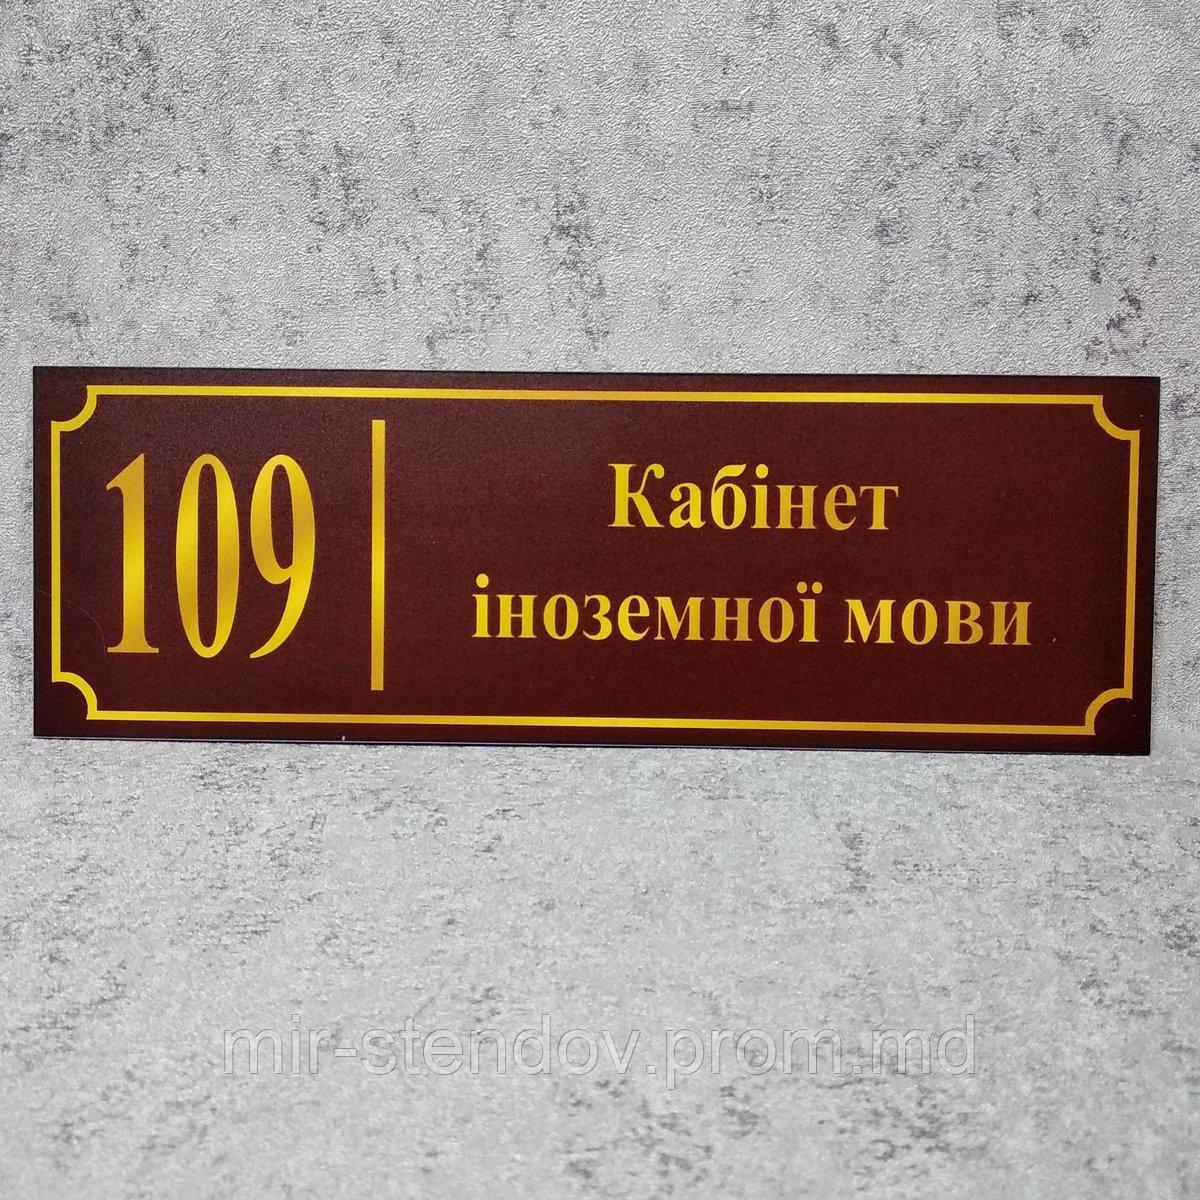 109
Кабінет
іноземної мови
mir-stendov.prom.md